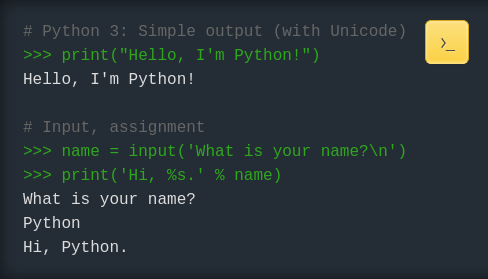 # Python 3: Simple output (with Unicode)
>>> print("Hello, I'm Python!")
Hello, I'm Python!
# Input, assignment
>>> name = input('What is your name?\n')
>>> print('Hi, %s.' % name)
What is your name?
Python
Hi, Python.